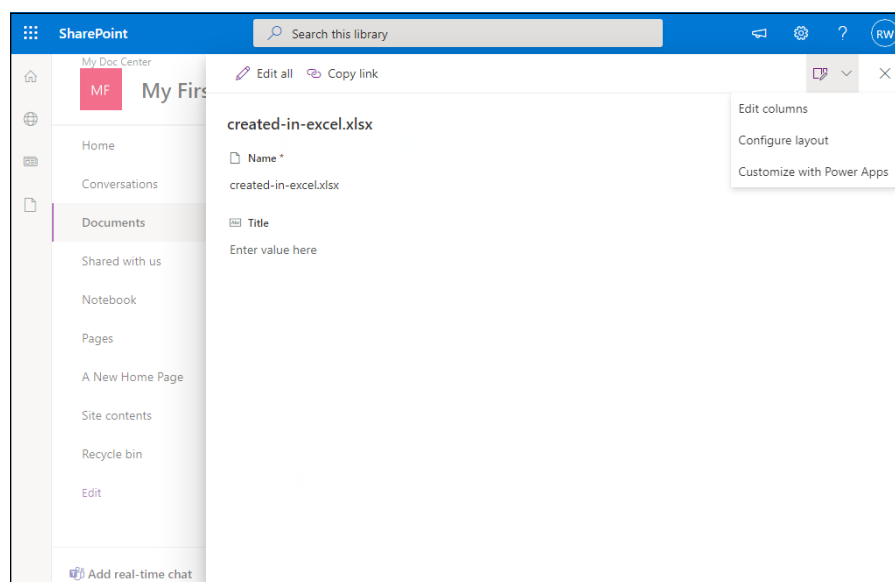 SharePoint
Search this library
?
RW
My Doc Center
MF
My Firs
Home
Conversations
Documents
Shared with us
Notebook
Pages
A New Home Page
Site contents
Recycle bin
Edit
Add real-time chat
Edit all
Copy link
created-in-excel.xlsx
Name *
created-in-excel.xlsx
Abc Title
Enter value here
Edit columns
Configure layout
Customize with Power Apps